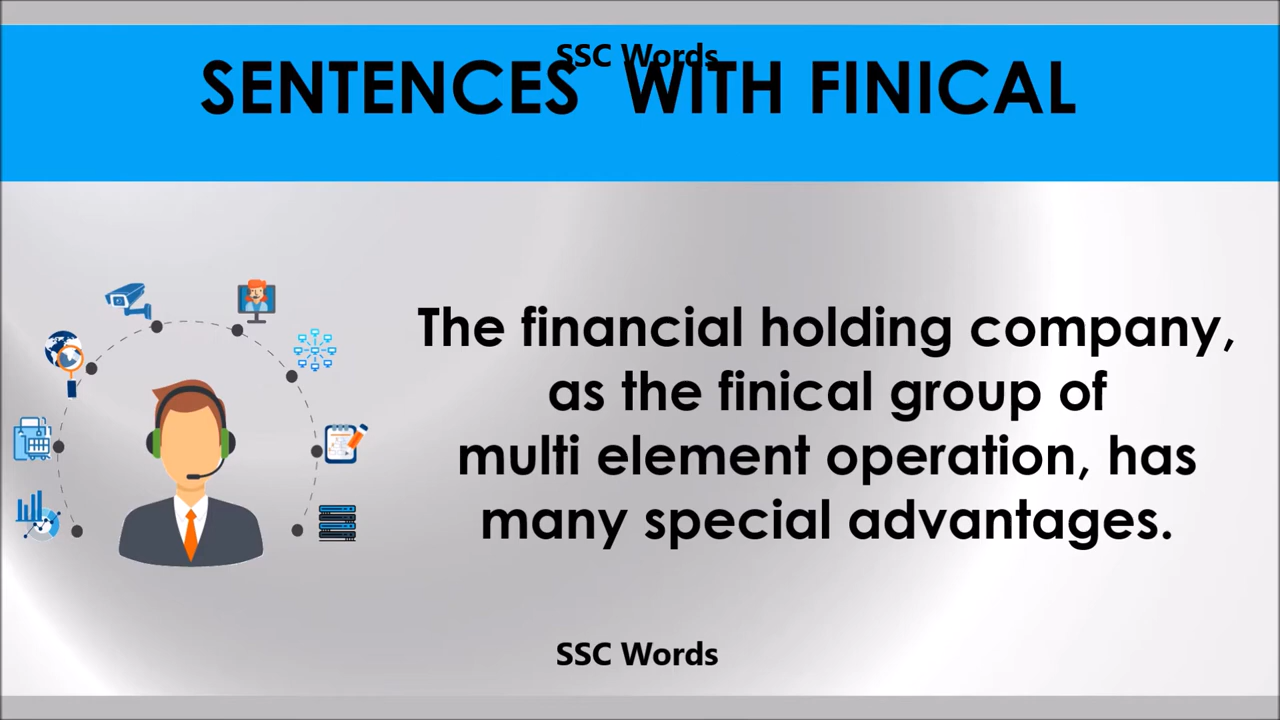 SSC Words
SENTENCES WITH FINICAL
The financial holding company,
as the finical group of
multi element operation, has
many special advantages.
SSC Words